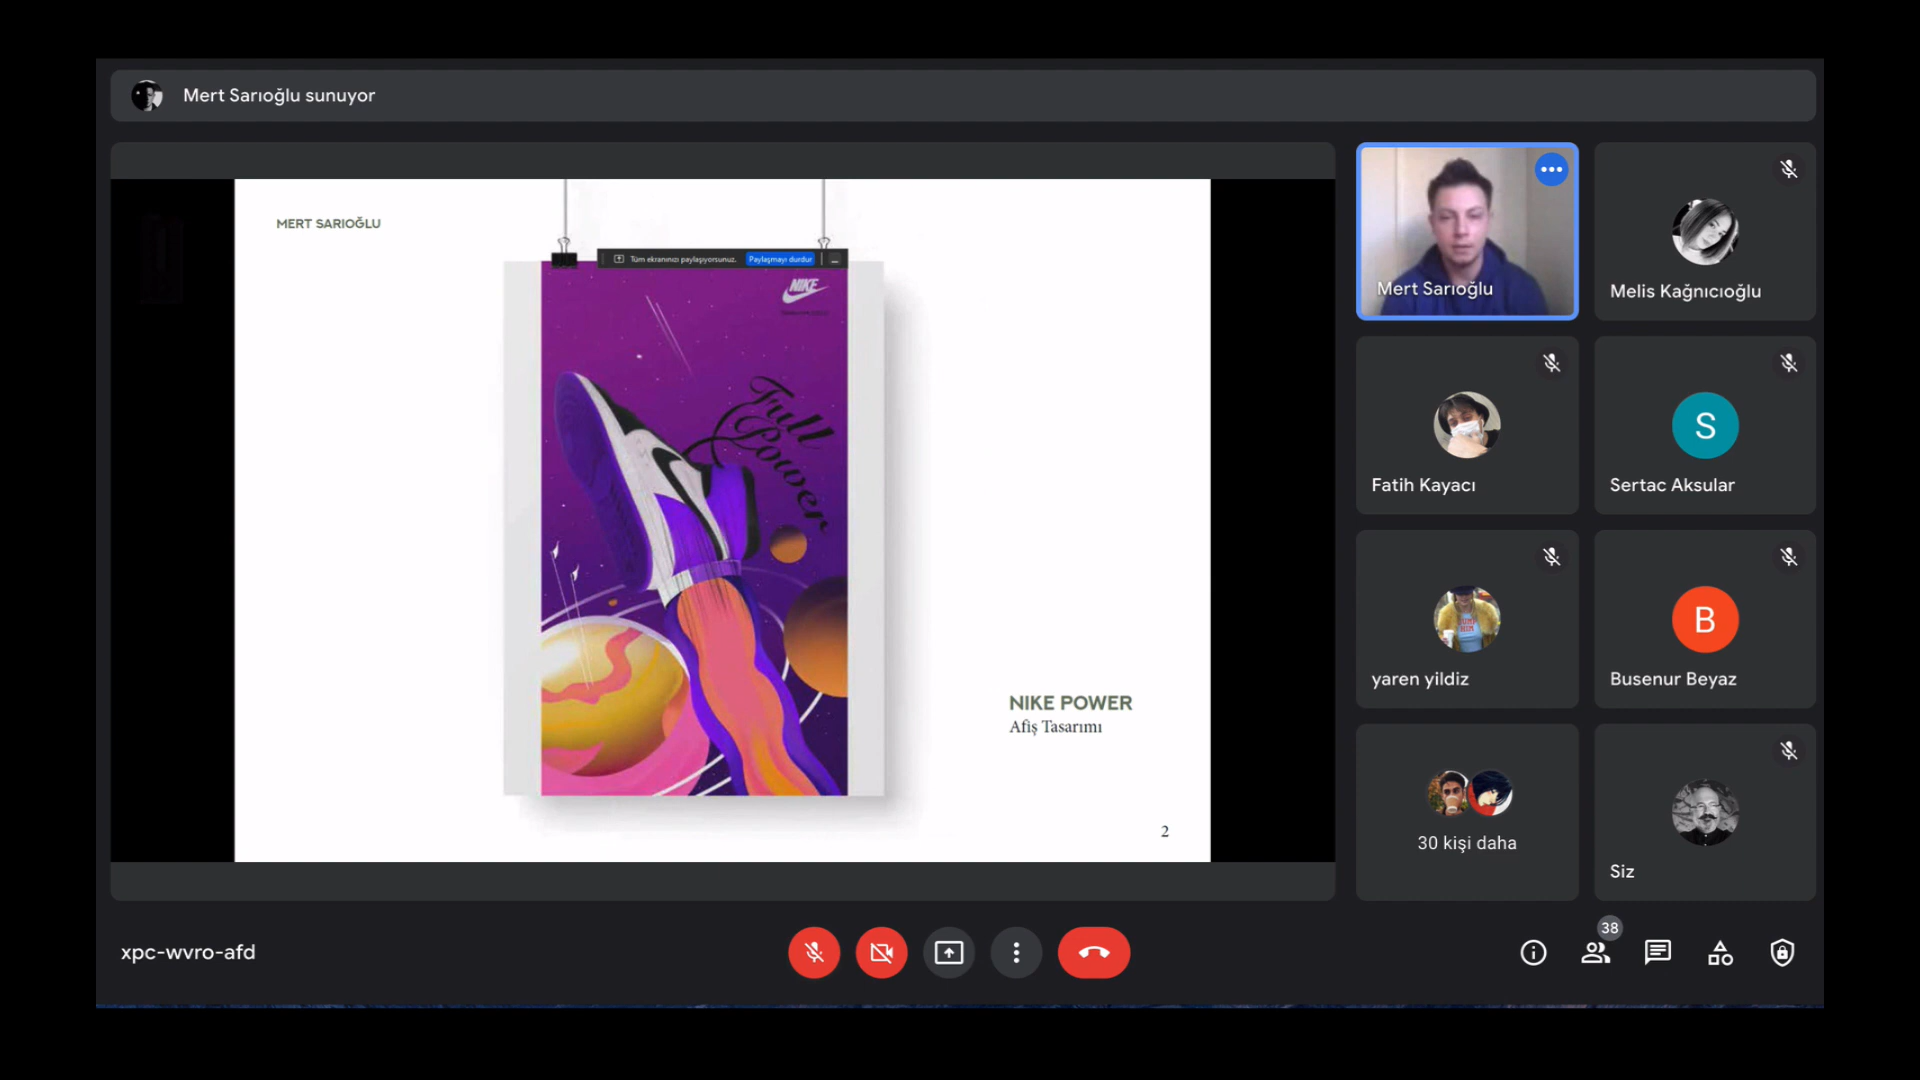 Mert Sarıoğlu sunuyor
MERT SARIOĞLU
Tüm ekranınızı paylaşıyorsunuz. Paylaşmayı durdur
NIKE
Full
Power
NIKE POWER
Afiş Tasarımı
2
Mert Sarıoğlu
Melis Kağnıcıoğlu
Fatih Kayacı
S
Sertac Aksular
yaren yildiz
B
Busenur Beyaz
30 kişi daha
Siz
xpc-wvro-afd
38